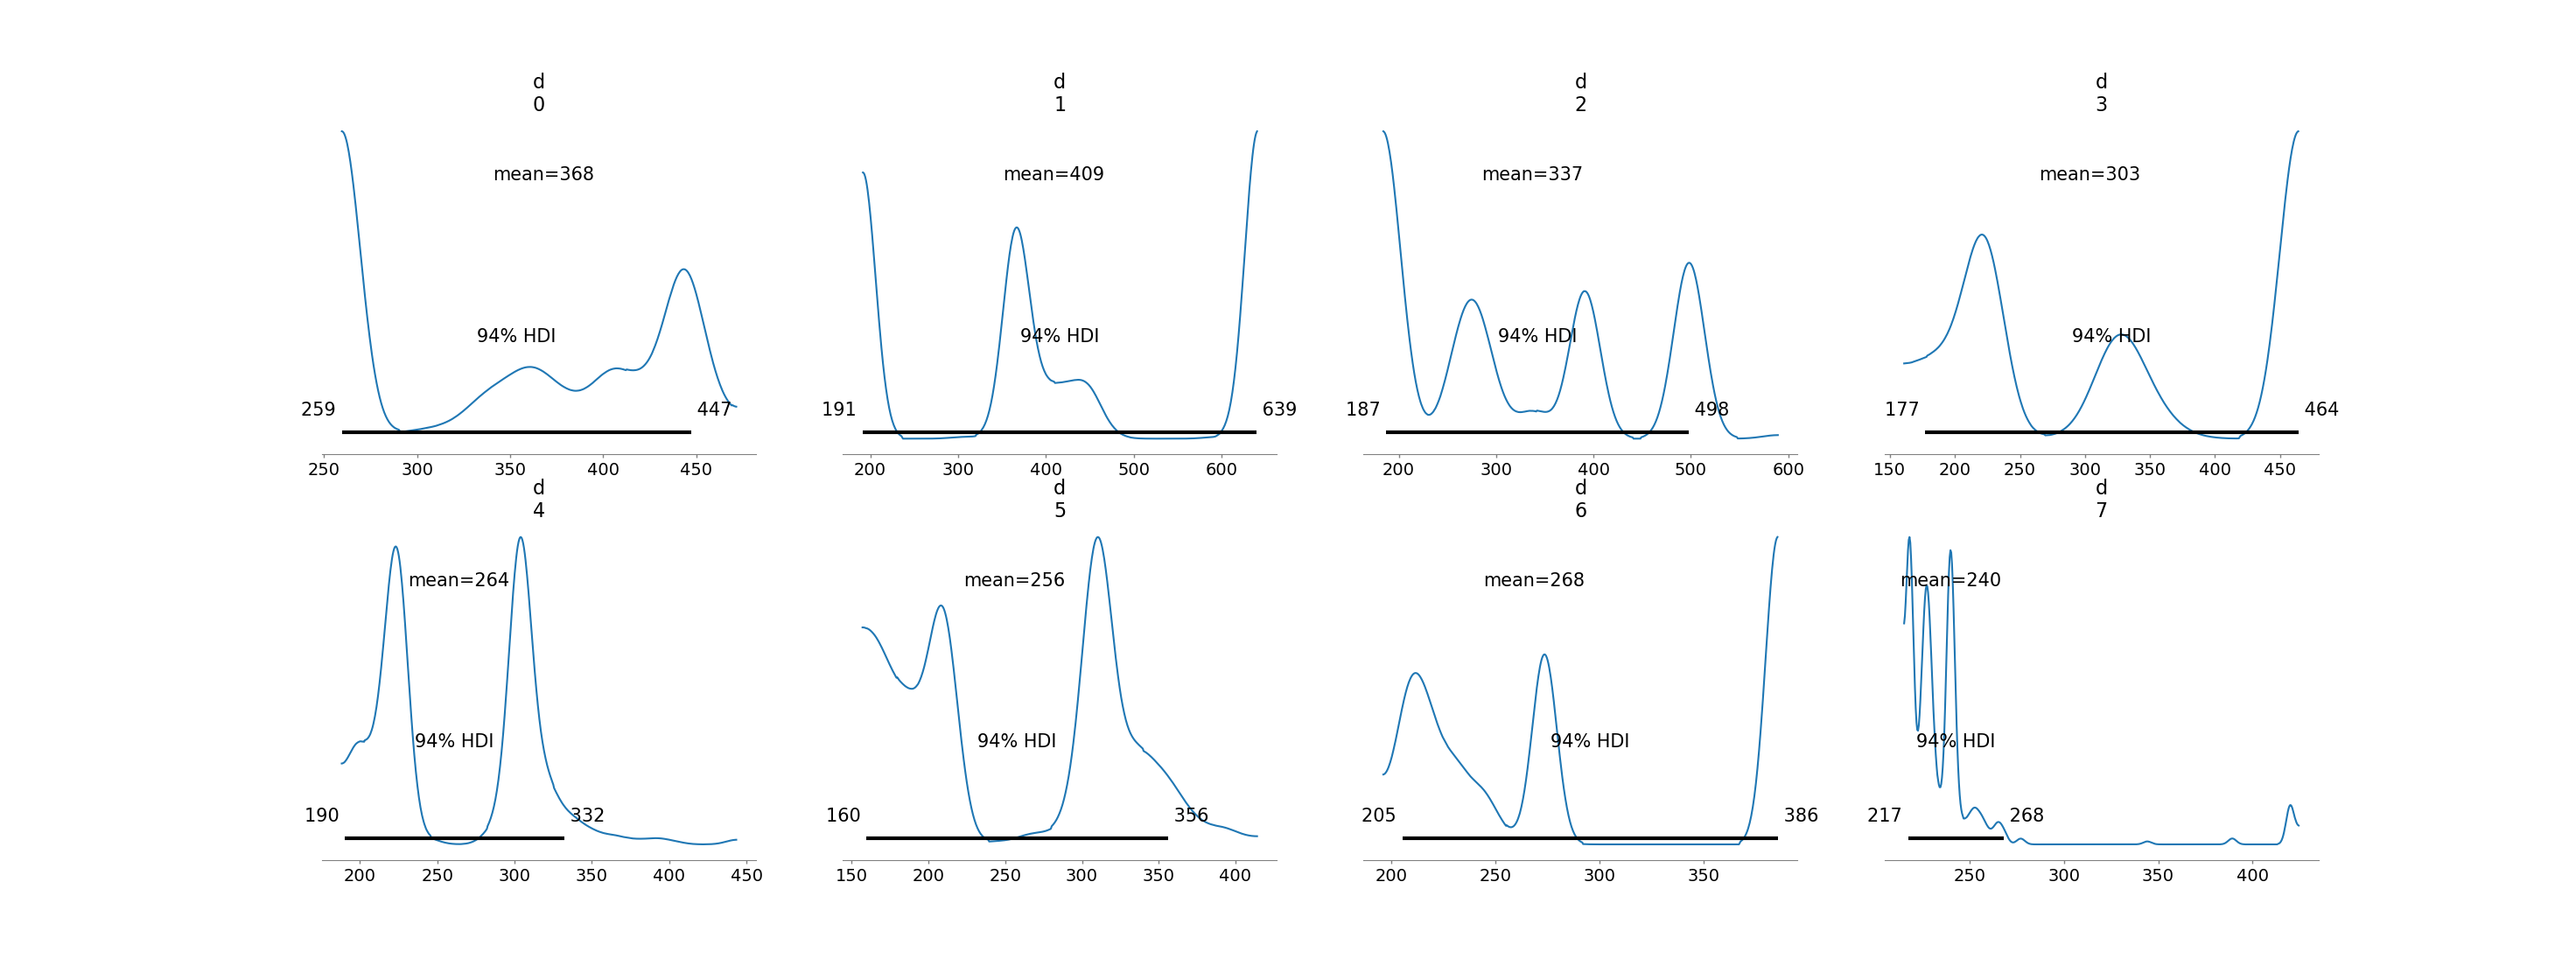 d
0
mean=368
94% HDI
259
447
250 300 350 400 450
d
1
mean=409
94% HDI
191
639
200 300 400 500 600
d
2
mean=337
94% HDI
187
498
200 300 400 500 600
d
3
mean=303
94% HDI
177
464
150 200 250 300 350 400 450
d
4
mean=264
94% HDI
190
332
200 250 300 350 400 450
d
5
mean=256
94% HDI
160
356
150 200 250 300 350 400
d
6
mean=268
94% HDI
205
386
200 250 300 350
d
7
mean=240
94% HDI
217
268
250 300 350 400